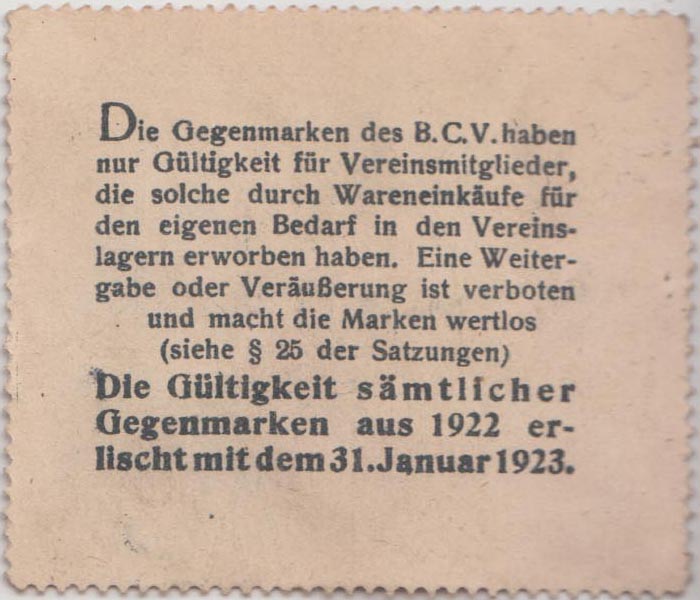 Die Gegenmarken des B.C.V. haben
nur Gültigkeit für Vereinsmitglieder,
die solche durch Wareneinkäufe für
den eigenen Bedarf in den Vereins-
lagern erworben haben. Eine Weiter-
gabe oder Veräußerung ist verboten
und macht die Marken wertlos
(siehe § 25 der Satzungen)
Die Gültigkeit sämtlicher
Gegenmarken aus 1922 er-
lischt mit dem 31. Januar 1923.